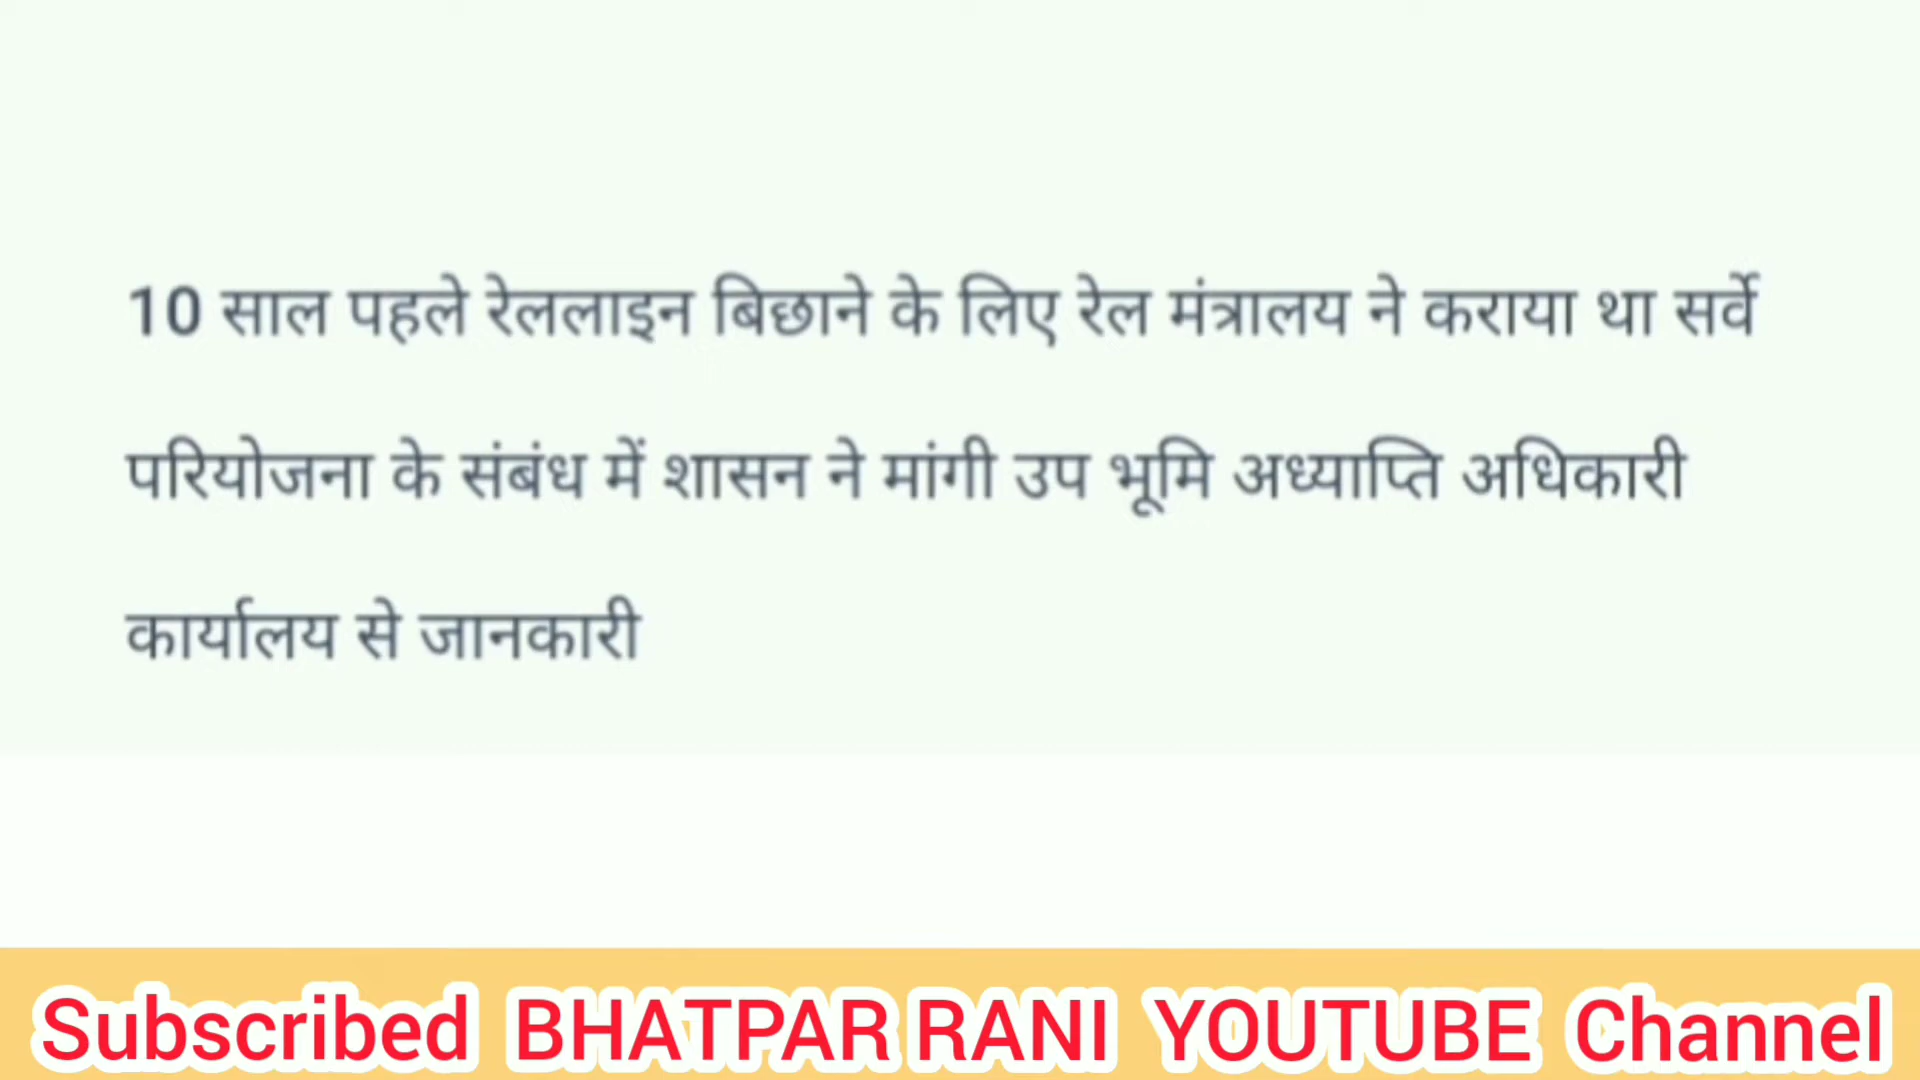 10 साल पहले रेललाइन बिछाने के लिए रेल मंत्रालय ने कराया था सर्वे
परियोजना के संबंध में शासन ने मांगी उप भूमि अध्याप्ति अधिकारी
कार्यालय से जानकारी
Subscribed BHATPAR RANI YOUTUBE Channel